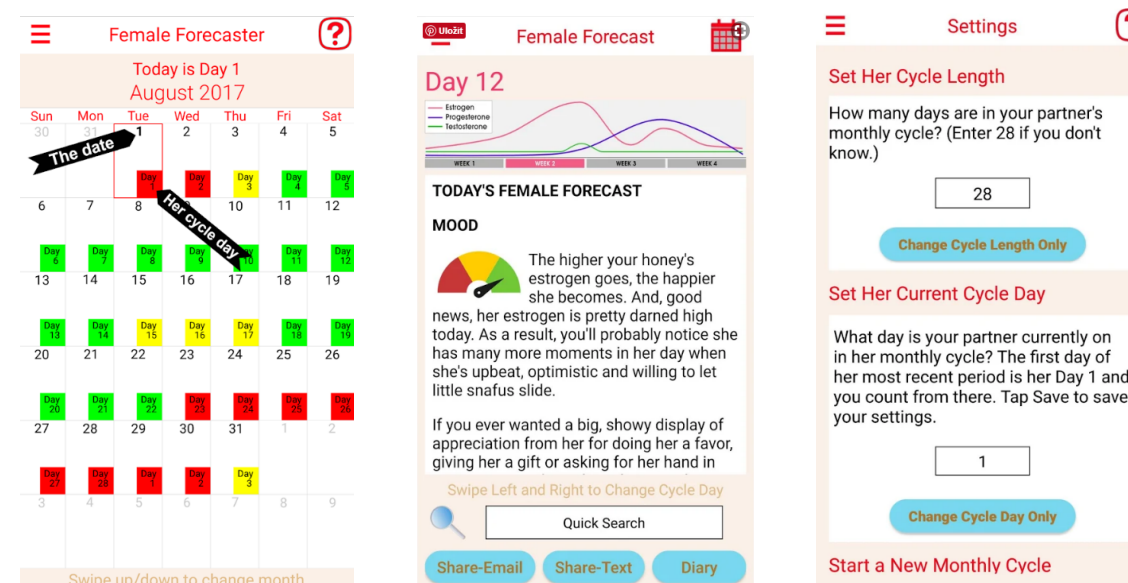 Female Forecaster
?
Today is Day 1
August 2017
Sun Mon Tue Wed Thu Fri Sat
30 31 1 2 3 4 5
The date
Day 1 Day 2 Day 3 Day 4 Day 5
6 7 8 9 10 11 12
Her cycle day
Day 6 Day 7 Day 8 Day 9 10 Day 11 Day 12
13 14 15 16 17 18 19
Day 13 Day 14 Day 15 Day 16 Day 17 Day 18 Day 19
20 21 22 23 24 25 26
Day 20 Day 21 Day 22 Day 23 Day 24 Day 25 Day 26
27 28 29 30 31 1 2
Day 27 Day 28 Day 1 Day 2 Day 3
3 4 5 6 7 8 9
Swipe up/down to change month
Uložit
Female Forecast
Day 12
Estrogen
Progesterone
Testosterone
WEEK 1 WEEK 2 WEEK 3 WEEK 4
TODAY'S FEMALE FORECAST
MOOD
The higher your honey's
estrogen goes, the happier
she becomes. And, good
news, her estrogen is pretty darned high
today. As a result, you'll probably notice she
has many more moments in her day when
she's upbeat, optimistic and willing to let
little snafus slide.
If you ever wanted a big, showy display of
appreciation from her for doing her a favor,
giving her a gift or asking for her hand in
Swipe Left and Right to Change Cycle Day
Quick Search
Share-Email Share-Text Diary
Settings
Set Her Cycle Length
How many days are in your partner's
monthly cycle? (Enter 28 if you don't
know.)
28
Change Cycle Length Only
Set Her Current Cycle Day
What day is your partner currently on
in her monthly cycle? The first day of
her most recent period is her Day 1 and
you count from there. Tap Save to save
your settings.
1
Change Cycle Day Only
Start a New Monthly Cycle